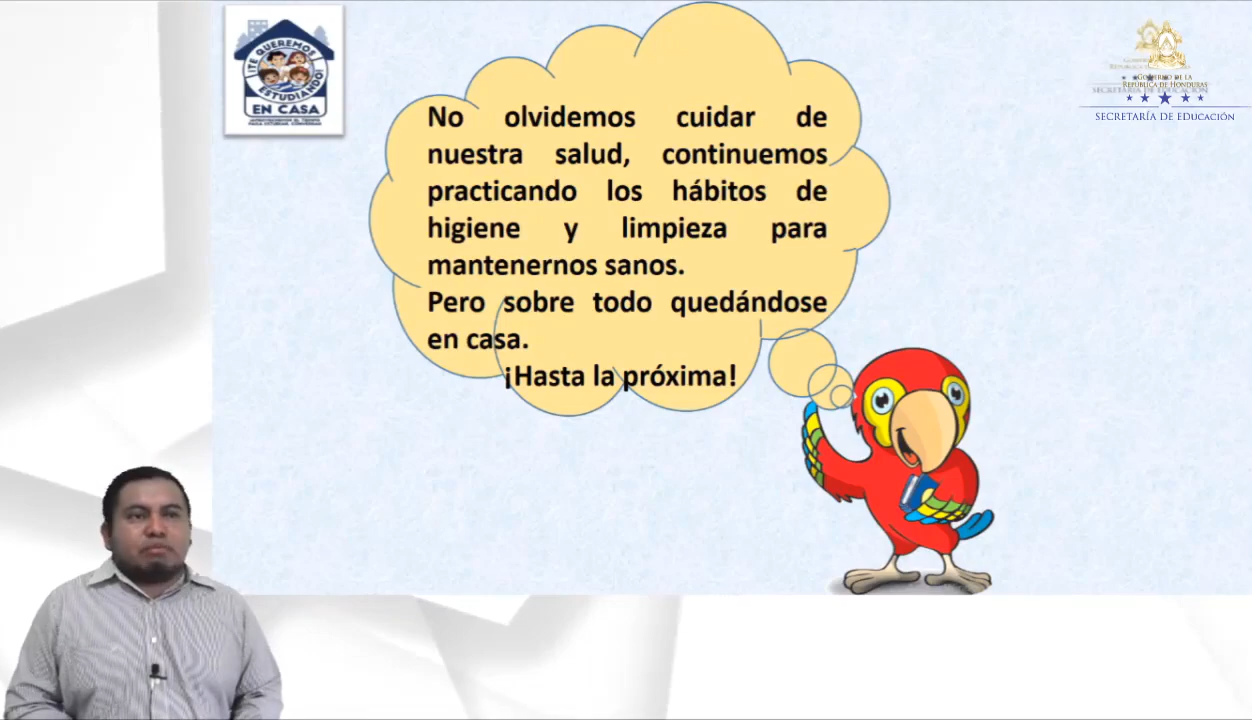 ¡TE QUEREMOS
ESTUDIANDO!
EN CASA
No olvidemos cuidar de
nuestra salud, continuemos
practicando los hábitos de
higiene y limpieza para
mantenernos sanos.
Pero sobre todo quedándose
en casa.
¡Hasta la próxima!
GOBIERNO DE LA
REPÚBLICA DE HONDURAS
SECRETARÍA DE EDUCACIÓN